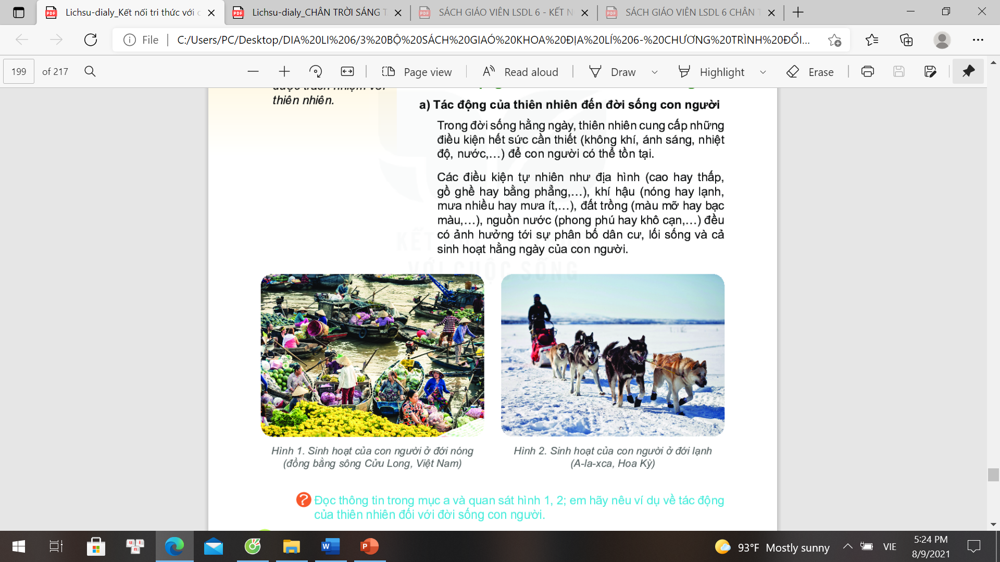 Lichsu-dialy_Kết nối tri thức với c
Lichsu-dialy_CHÂN TRỜI SÁNG T
SÁCH GIÁO VIÊN LSDL 6 - KẾT N
SÁCH GIÁO VIÊN LSDL 6 CHÂN T
File
C:/Users/PC/Desktop/DIA%20LI%206/3%20BỘ%20SÁCH%20GIAÓ%20KHOA%20ĐỊA%20LÍ%206-%20CHƯƠNG%20TRÌNH%20ĐỔI...
199 of 217
Page view
Read aloud
Draw
Highlight
Erase
được trách nhiệm với
thiên nhiên.
a) Tác động của thiên nhiên đến đời sống con người
Trong đời sống hằng ngày, thiên nhiên cung cấp những
điều kiện hết sức cần thiết (không khí, ánh sáng, nhiệt
độ, nước,...) để con người có thể tồn tại.
Các điều kiện tự nhiên như địa hình (cao hay thấp,
gồ ghề hay bằng phẳng,...), khí hậu (nóng hay lạnh,
mưa nhiều hay mưa ít,...), đất trồng (màu mỡ hay bạc
màu,...), nguồn nước (phong phú hay khô cạn,...) đều
có ảnh hưởng tới sự phân bố dân cư, lối sống và cả
sinh hoạt hằng ngày của con người.
VỚI CUỘC SỐNG
Hình 1. Sinh hoạt của con người ở đới nóng
(đồng bằng sông Cửu Long, Việt Nam)
Hình 2. Sinh hoạt của con người ở đới lạnh
(A-la-xca, Hoa Kỳ)
? Đọc thông tin trong mục a và quan sát hình 1, 2; em hãy nêu ví dụ về tác động
của thiên nhiên đối với đời sống con người.
93°F Mostly sunny
VIE
5:24 PM
8/9/2021